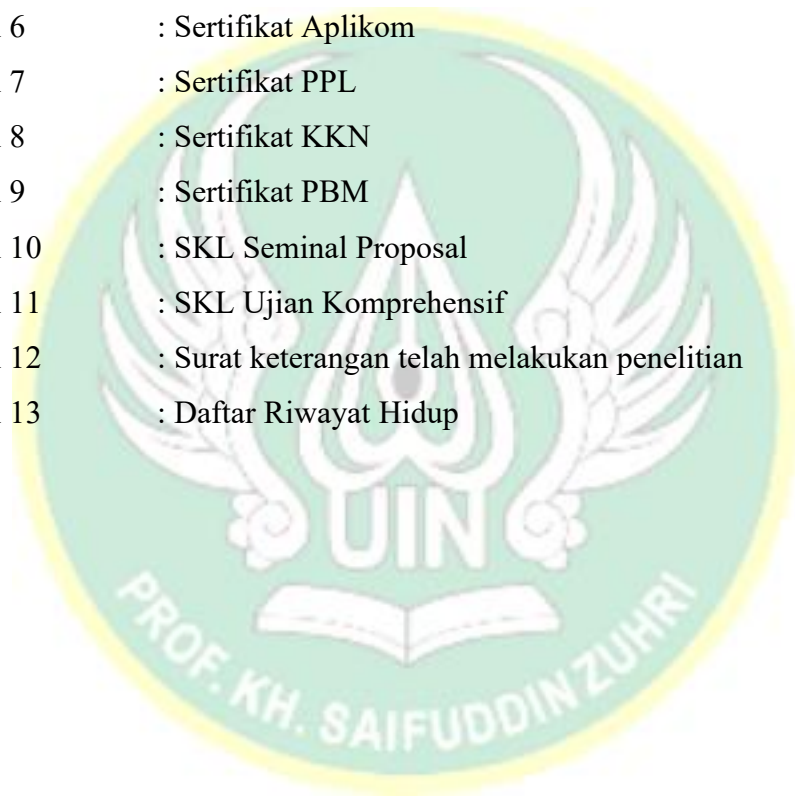 6 : Sertifikat Aplikom
7 : Sertifikat PPL
8 : Sertifikat KKN
9 : Sertifikat PBM
10 : SKL Seminal Proposal
11 : SKL Ujian Komprehensif
12 : Surat keterangan telah melakukan penelitian
13 : Daftar Riwayat Hidup
UIN
PROF. KH. SAIFUDDIN ZUHRI